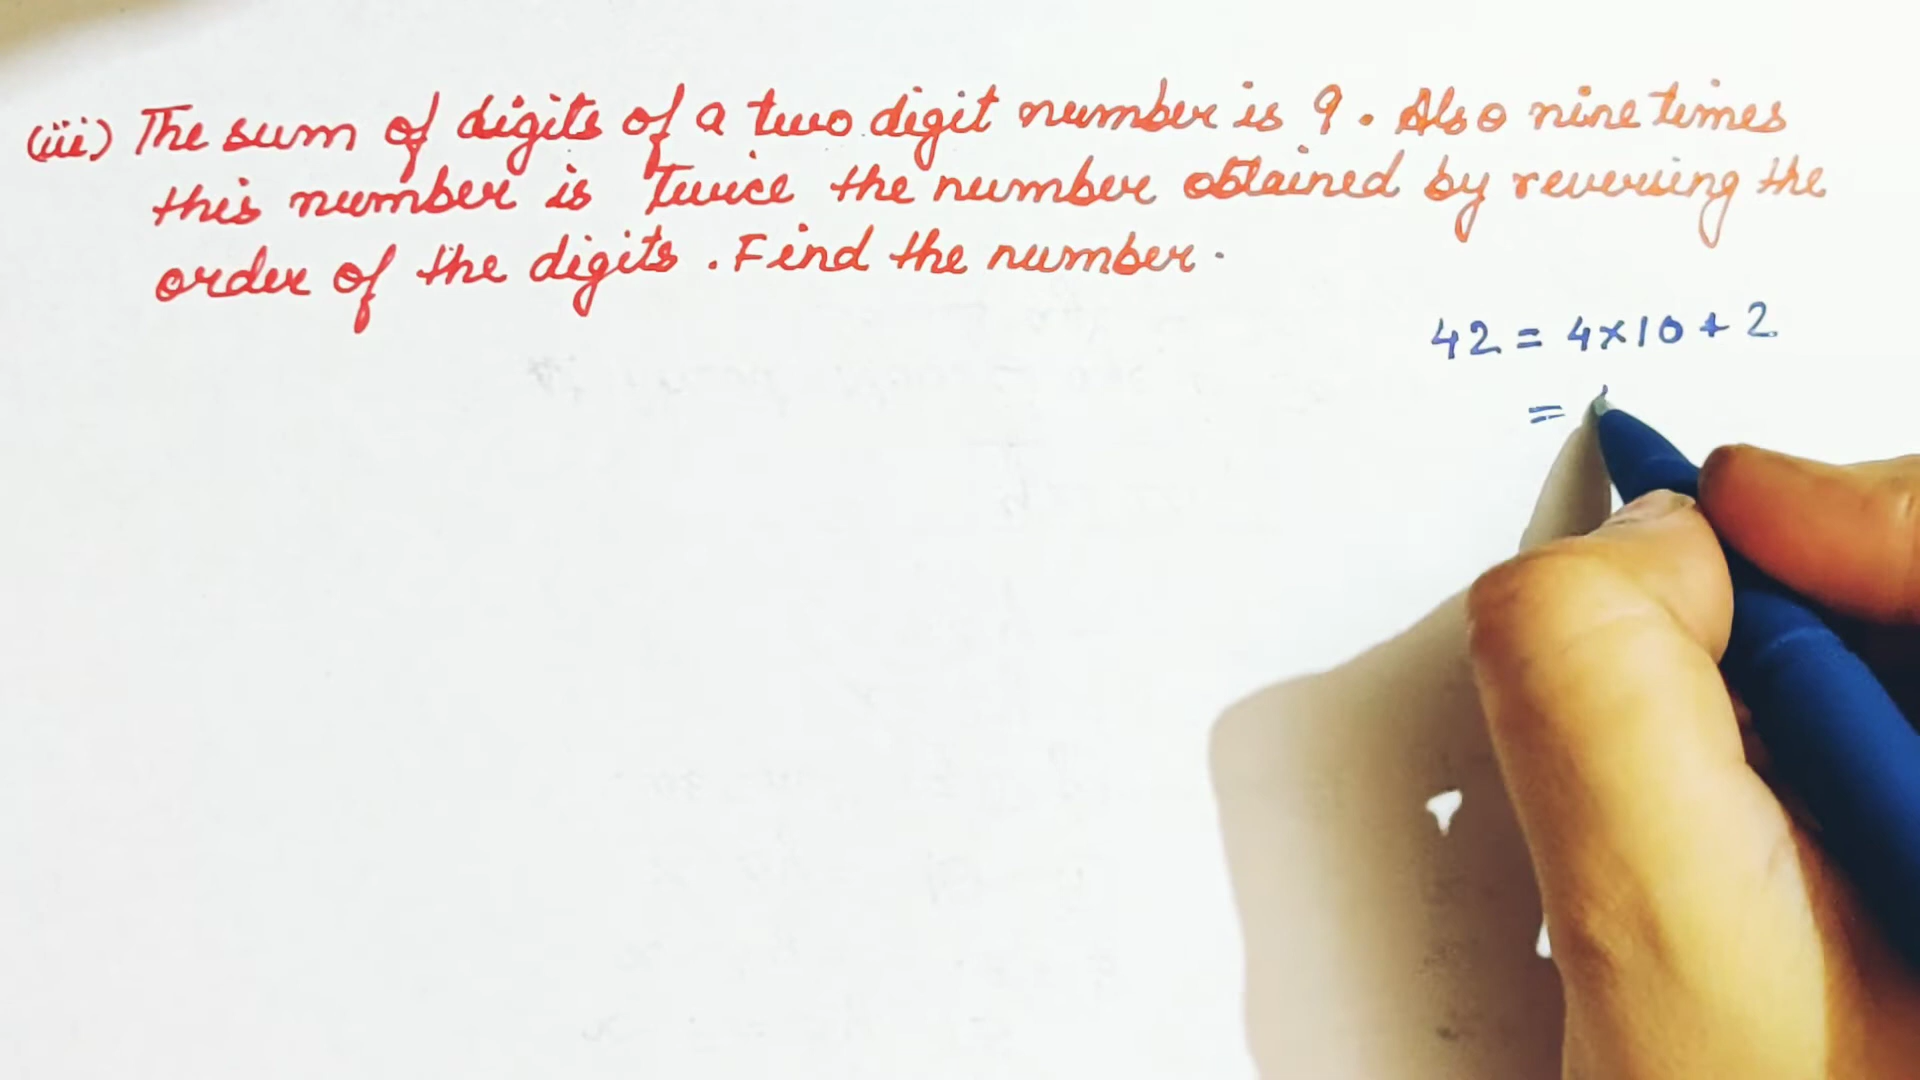 (iii) The sum of digits of a two digit number is 9. Also nine times
this number is twice the number obtained by reversing the
order of the digits. Find the number.
42 = 4×10+2
=